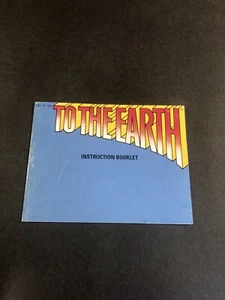 TO THE EARTH
INSTRUCTION BOOKLET